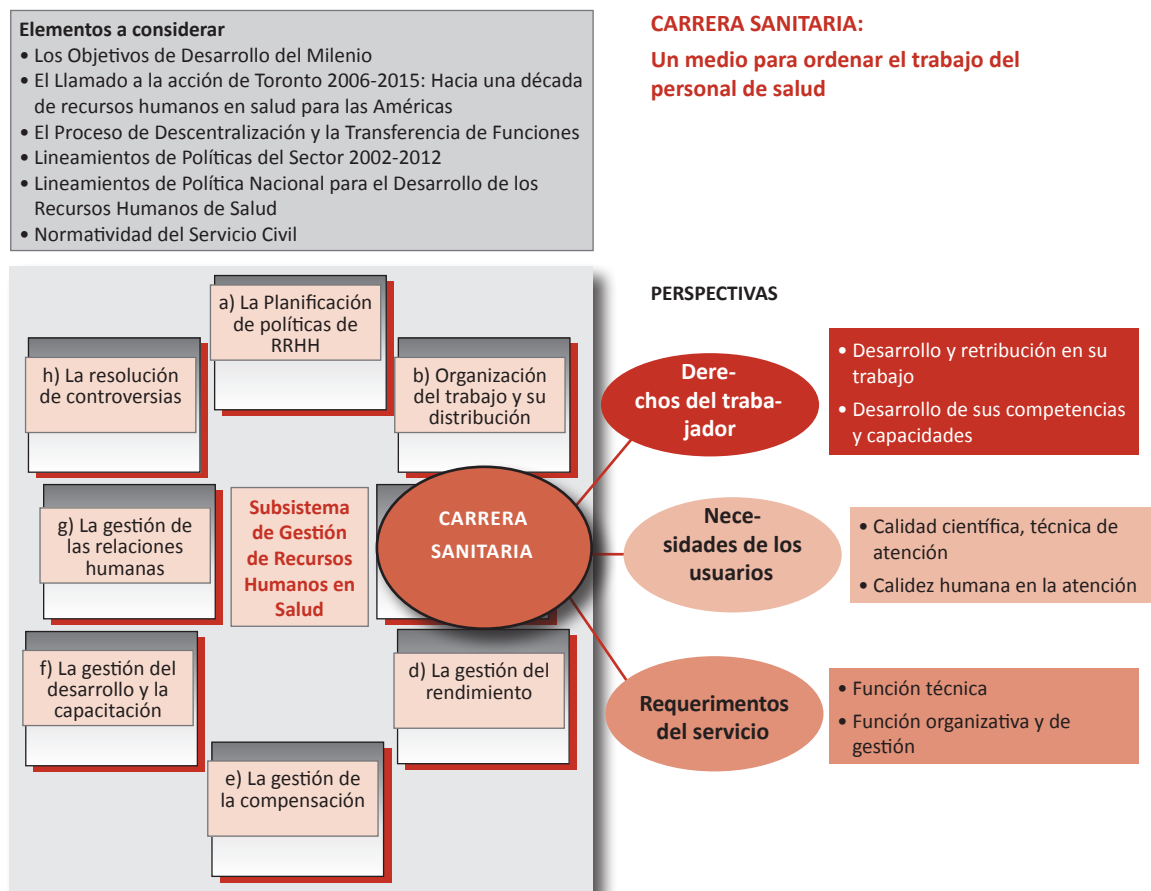 Elementos a considerar
• Los Objetivos de Desarrollo del Milenio
• El Llamado a la acción de Toronto 2006-2015: Hacia una década
de recursos humanos en salud para las Américas
• El Proceso de Descentralización y la Transferencia de Funciones
• Lineamientos de Políticas del Sector 2002-2012
• Lineamientos de Política Nacional para el Desarrollo de los
Recursos Humanos de Salud
• Normatividad del Servicio Civil
CARRERA SANITARIA:
Un medio para ordenar el trabajo del
personal de salud
a) La Planificación
de políticas de
RRHH
h) La resolución
de controversias
b) Organización
del trabajo y su
distribución
g) La gestión de
las relaciones
humanas
Subsistema
de Gestión
de Recursos
Humanos en
Salud
CARRERA
SANITARIA
f) La gestión del
desarrollo y la
capacitación
d) La gestión del
rendimiento
e) La gestión de
la compensación
PERSPECTIVAS
Dere-
chos del traba-
jador
• Desarrollo y retribución en su
trabajo
• Desarrollo de sus competencias
y capacidades
Nece-
sidades de los
usuarios
• Calidad científica, técnica de
atención
• Calidez humana en la atención
Requerimentos
del servicio
• Función técnica
• Función organizativa y de
gestión